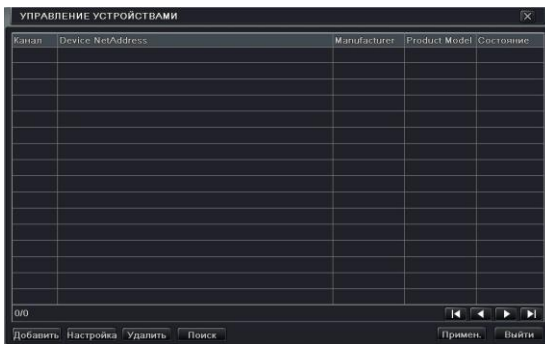 УПРАВЛЕНИЕ УСТРОЙСТВАМИ
Канал Device NetAddress Manufacturer Product Model Состояние
0/0
Добавить Настройка Удалить Поиск Примен. Выйти